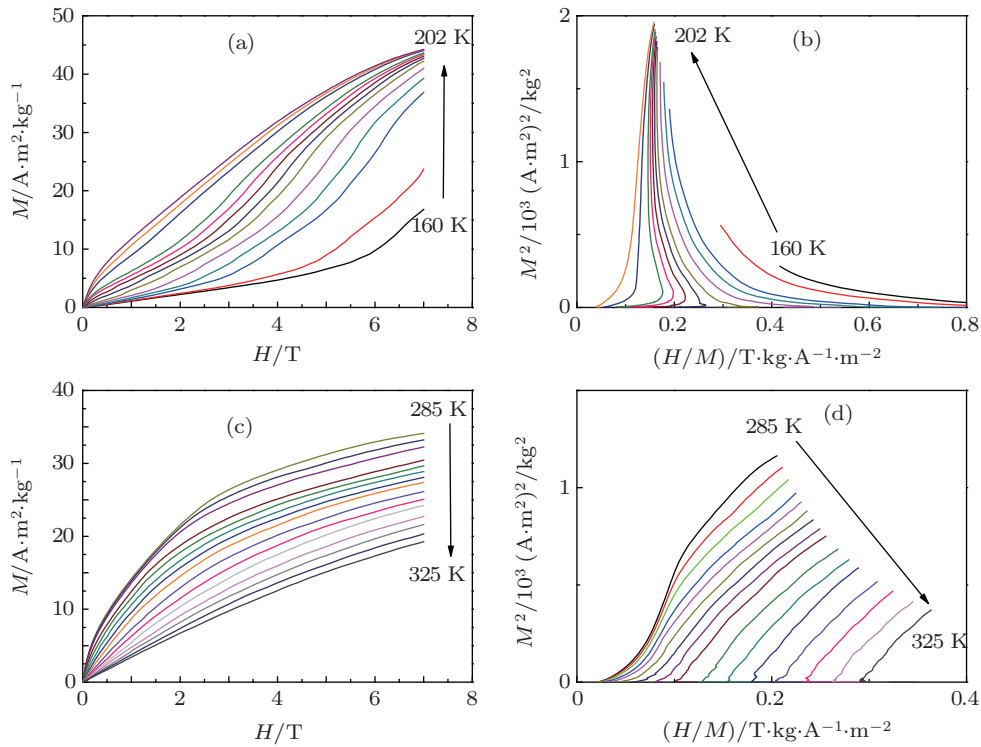 (a)
202 K
160 K
M/A·m²·kg⁻¹
50
40
30
20
10
0
0 2 4 6 8
H/T
(b)
202 K
160 K
M²/10³ (A·m²)²/kg²
2
1
0
0 0.2 0.4 0.6 0.8
(H/M)/T·kg·A⁻¹·m⁻²
(c)
285 K
325 K
M/A·m²·kg⁻¹
40
30
20
10
0
0 2 4 6 8
H/T
(d)
285 K
325 K
M²/10³ (A·m²)²/kg²
1
0
0 0.2 0.4
(H/M)/T·kg·A⁻¹·m⁻²